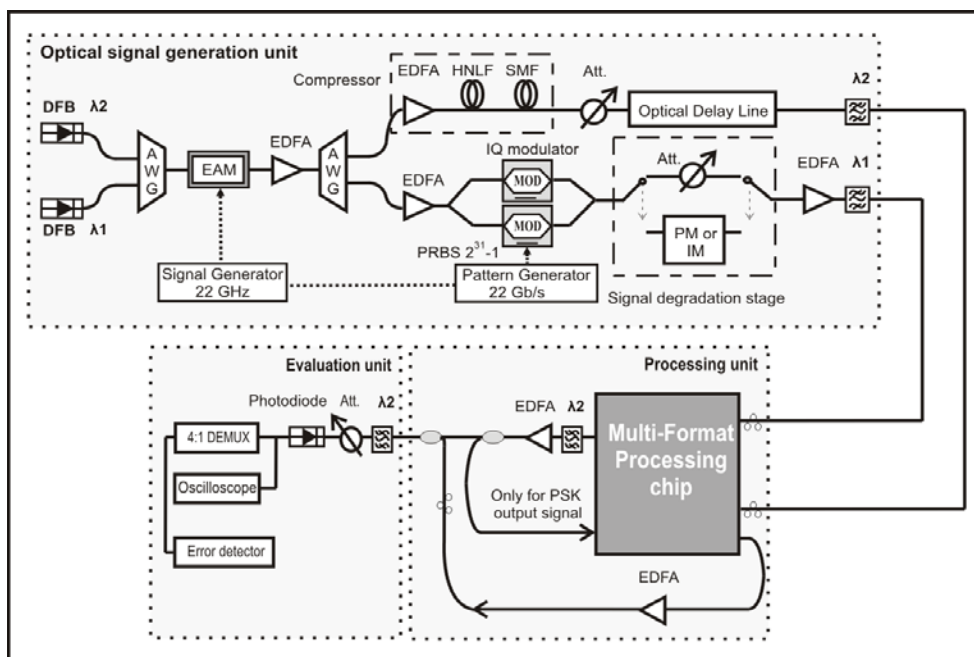 Optical signal generation unit
Compressor
EDFA
HNLF
SMF
Att.
Optical Delay Line
λ2
DFB λ2
AWG
EAM
EDFA
AWG
DFB λ1
EDFA
IQ modulator
MOD
MOD
PRBS 2³¹-1
Att.
PM or
IM
Signal degradation stage
EDFA
λ1
Signal Generator
22 GHz
Pattern Generator
22 Gb/s
Evaluation unit
Photodiode
Att.
λ2
4:1 DEMUX
Oscilloscope
Error detector
Processing unit
EDFA
λ2
Multi-Format
Processing
chip
Only for PSK
output signal
EDFA